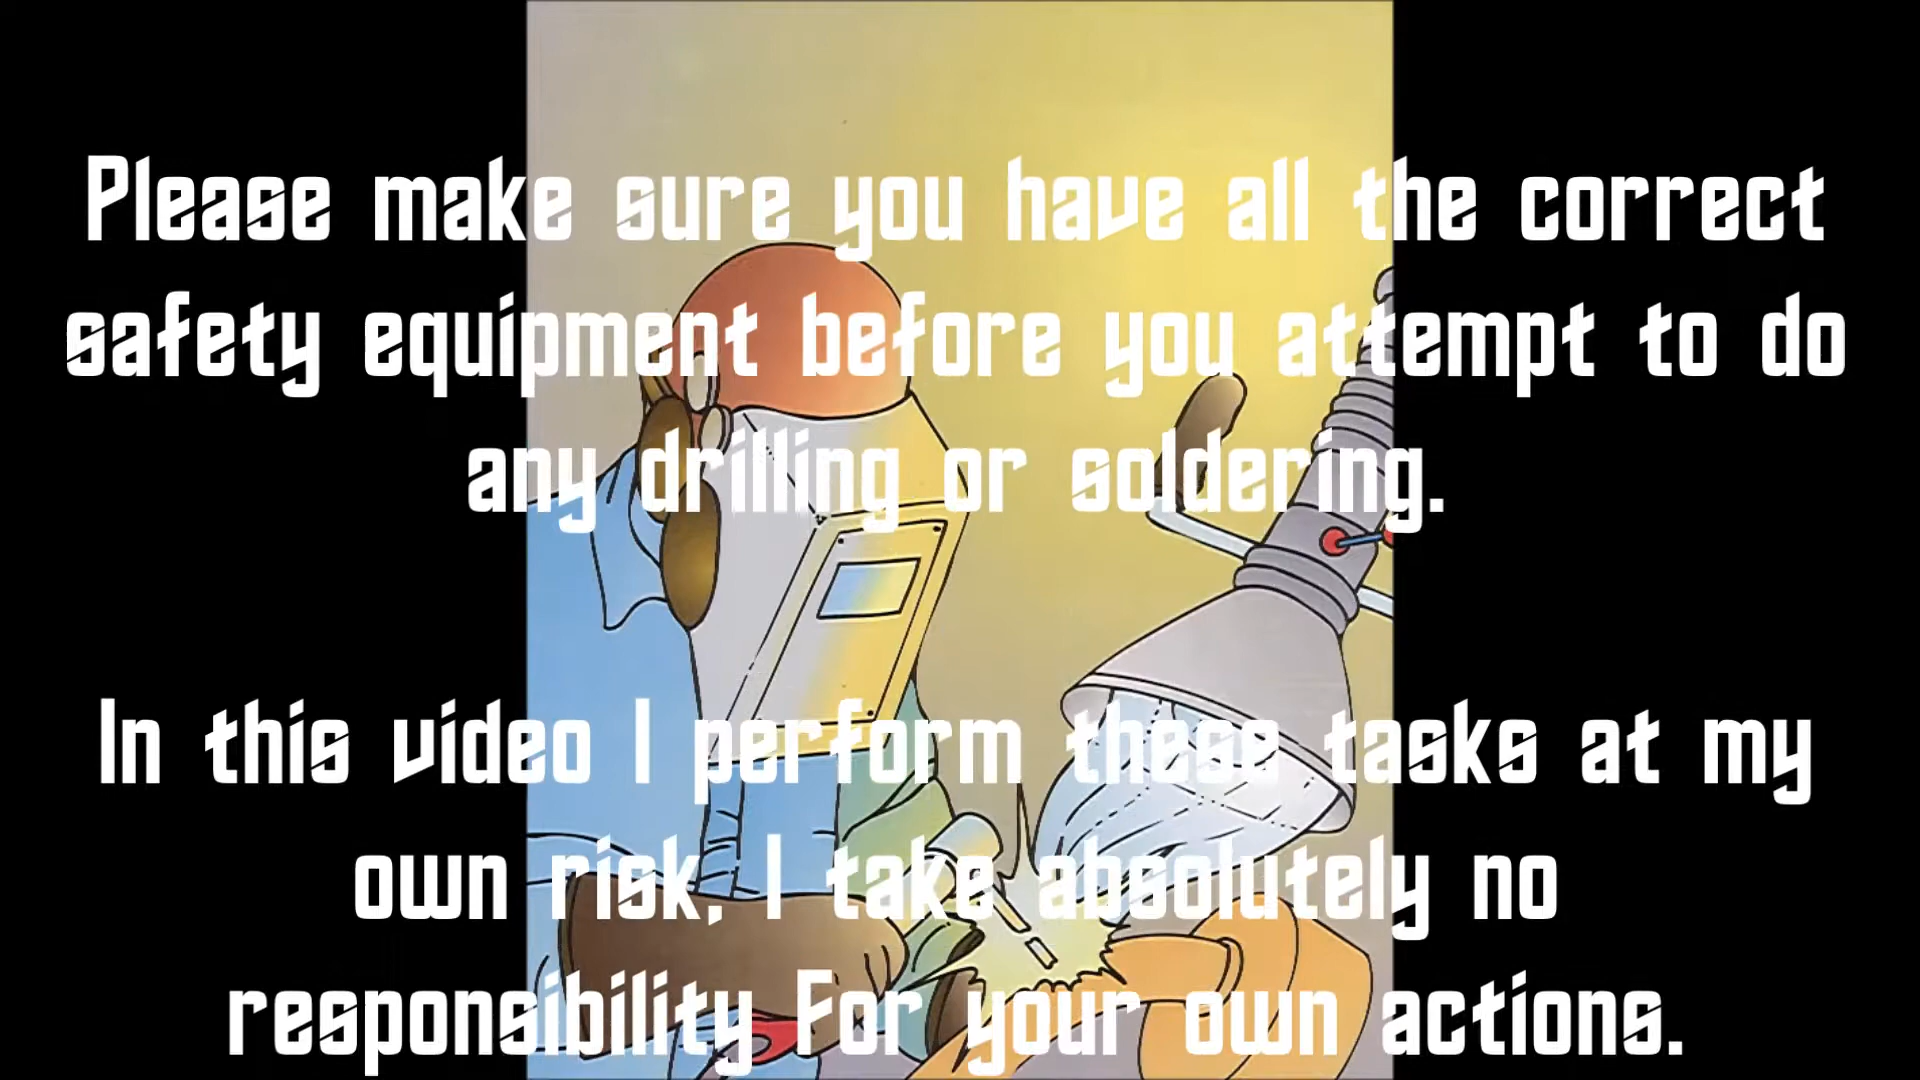 Please make sure you have all the correct
safety equipment before you attempt to do
any drilling or soldering.
In this video I perform these tasks at my
own risk, I take absolutely no
responsibility For your own actions.